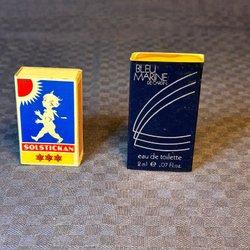 SOLSTICKAN
BLEU
MARINE
DE CARDIN
eau de toilette
2 ml e .07 Fl.oz.